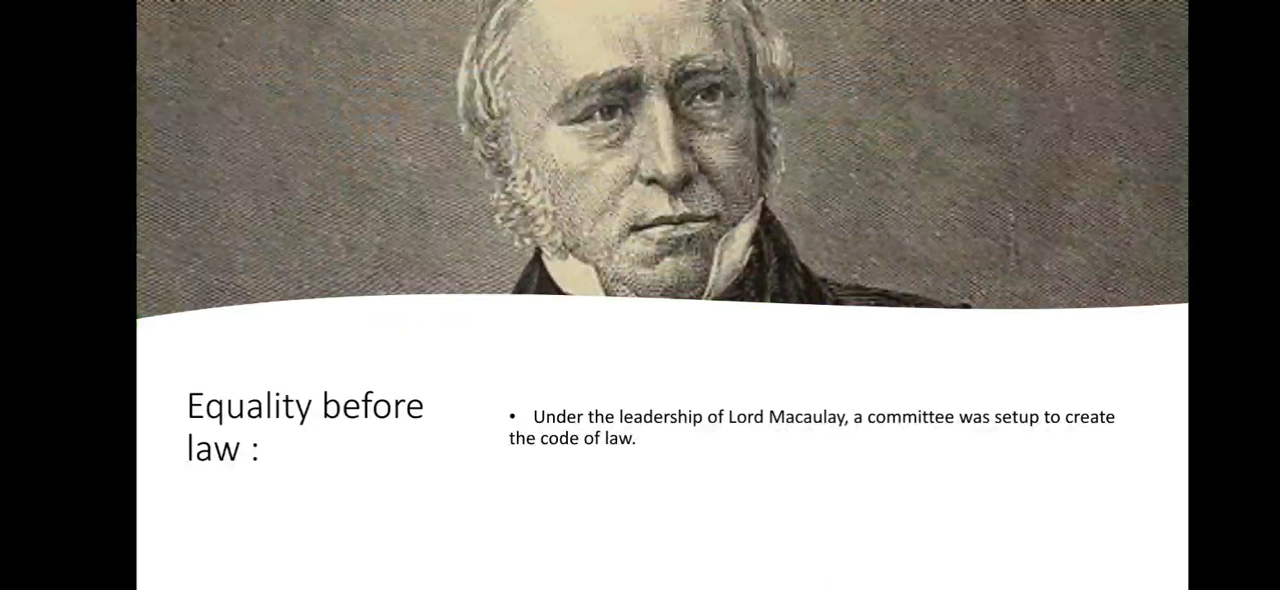 Equality before
law :
• Under the leadership of Lord Macaulay, a committee was setup to create
the code of law.